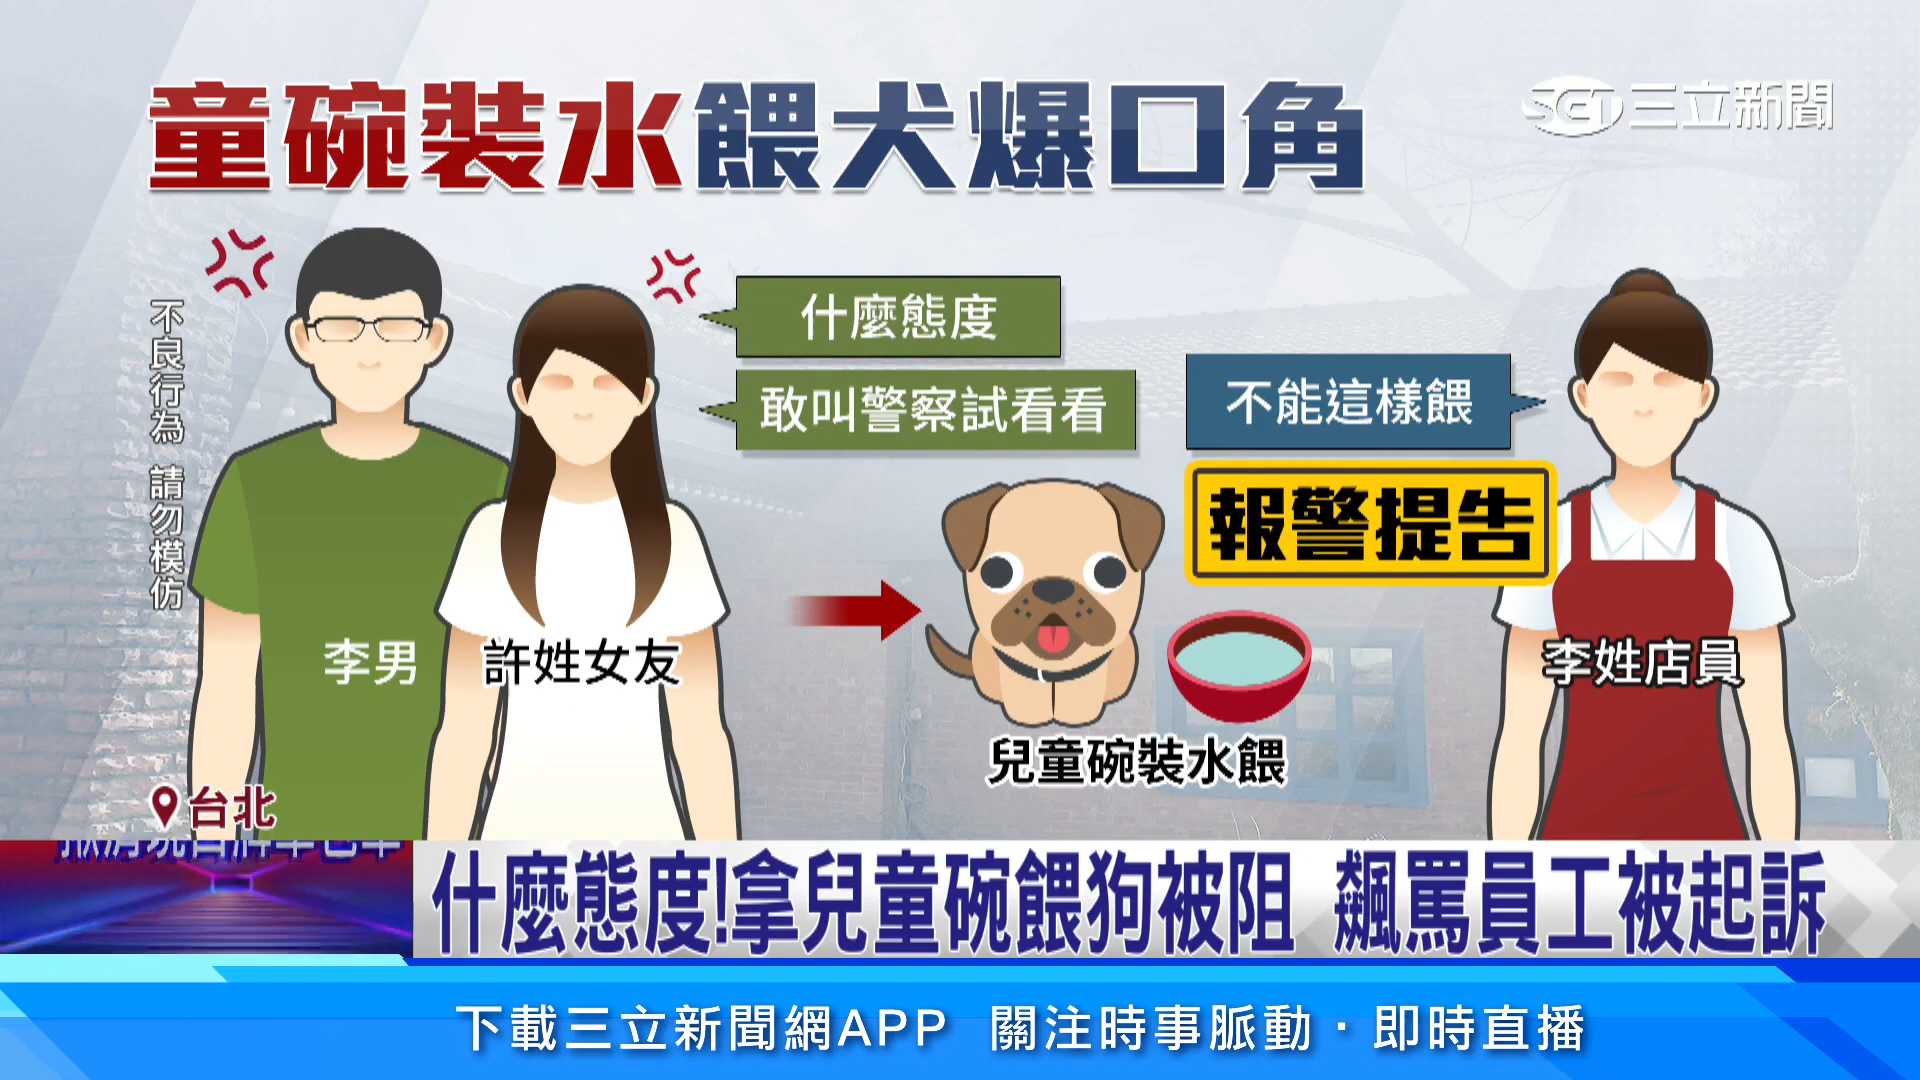 童碗裝水餵犬爆口角
SET三立新聞
不良行為 請勿模仿
什麼態度
敢叫警察試看看
不能這樣餵
報警提告
李男
許姓女友
李姓店員
兒童碗裝水餵
台北
什麼態度!拿兒童碗餵狗被阻 飆罵員工被起訴
下載三立新聞網APP 關注時事脈動·即時直播